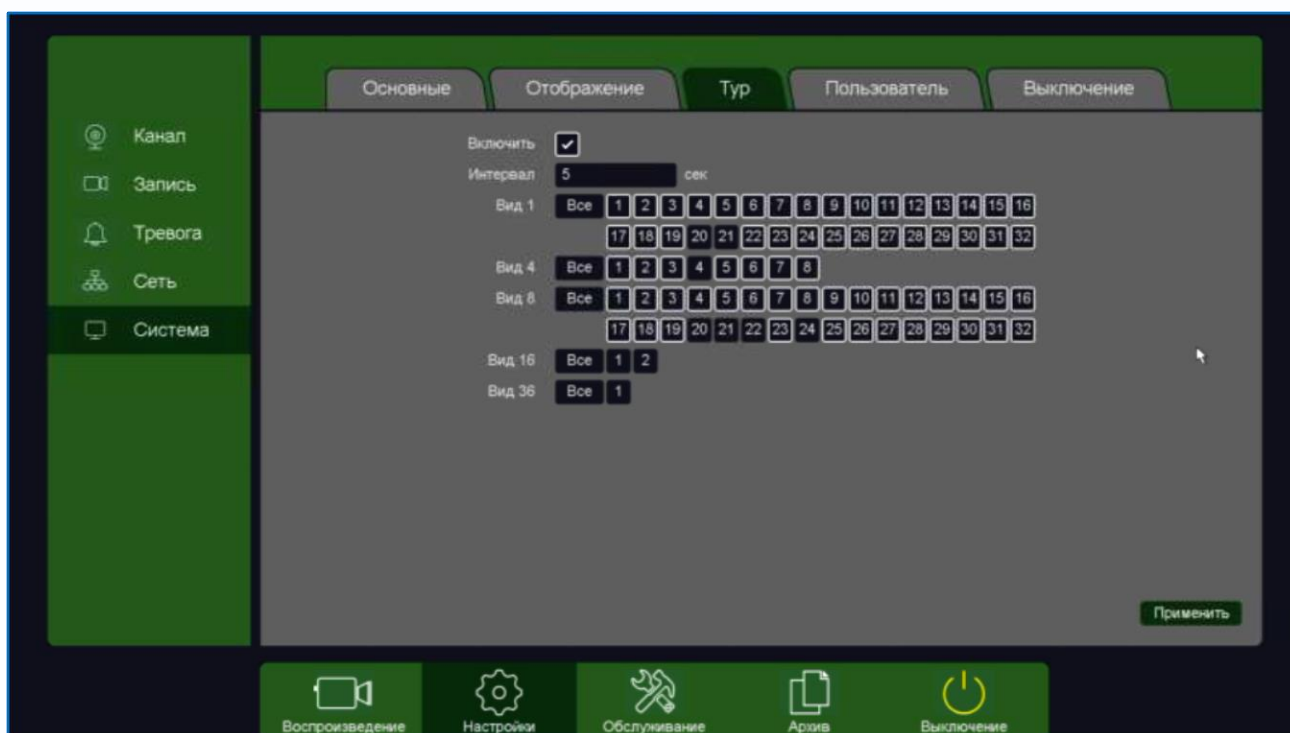 Основные Отображение Тур Пользователь Выключение
Канал
Запись
Тревога
Сеть
Система
Включить
Интервал 5 сек
Вид 1 Все 1 2 3 4 5 6 7 8 9 10 11 12 13 14 15 16
17 18 19 20 21 22 23 24 25 26 27 28 29 30 31 32
Вид 4 Все 1 2 3 4 5 6 7 8
Вид 8 Все 1 2 3 4 5 6 7 8 9 10 11 12 13 14 15 16
17 18 19 20 21 22 23 24 25 26 27 28 29 30 31 32
Вид 16 Все 1 2
Вид 36 Все 1
Применить
Воспроизведение Настройки Обслуживание Архив Выключение